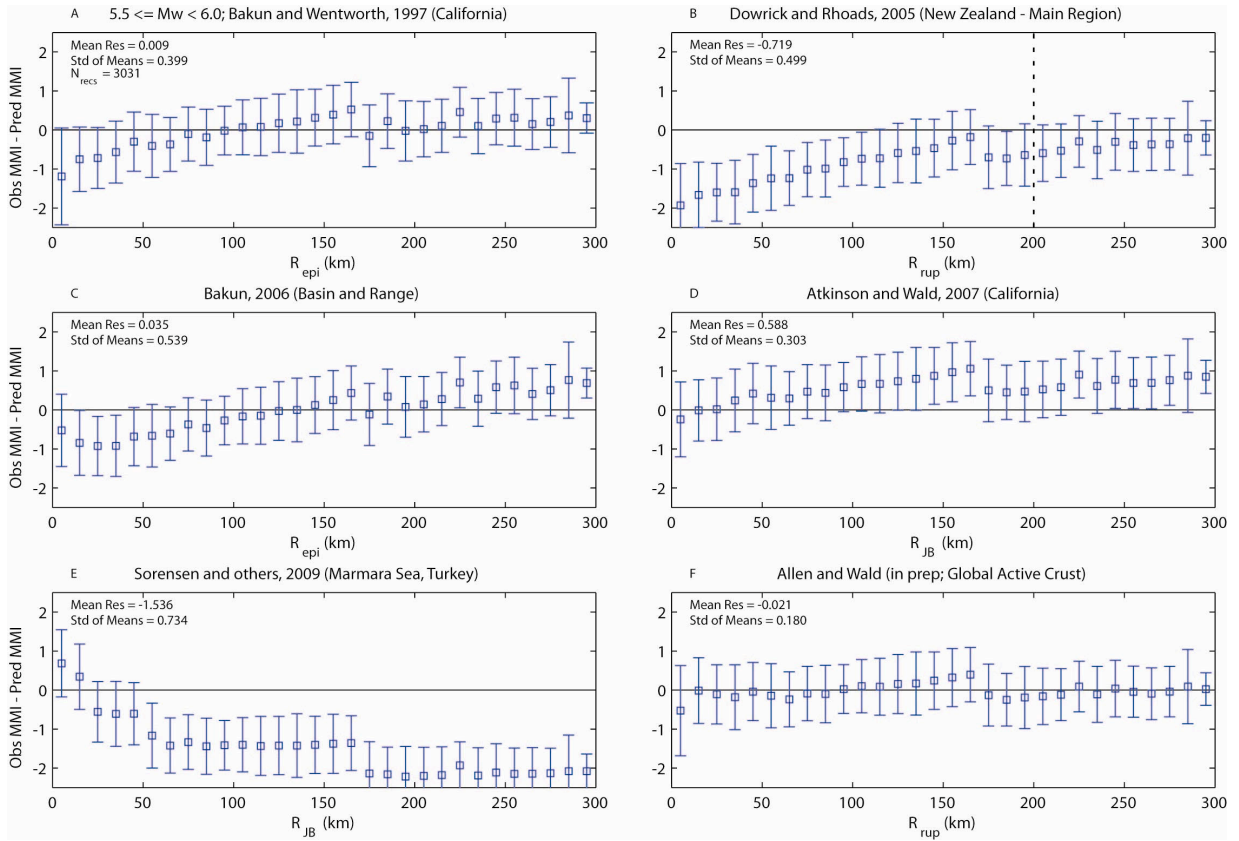 A 5.5 <= Mw < 6.0; Bakun and Wentworth, 1997 (California)
Mean Res = 0.009
Std of Means = 0.399
N recs = 3031
Obs MMI - Pred MMI
2
1
0
-1
-2
0 50 100 150 200 250 300
R epi (km)
B Dowrick and Rhoads, 2005 (New Zealand - Main Region)
Mean Res = -0.719
Std of Means = 0.499
2
1
0
-1
-2
0 50 100 150 200 250 300
R rup (km)
C Bakun, 2006 (Basin and Range)
Mean Res = 0.035
Std of Means = 0.539
Obs MMI - Pred MMI
2
1
0
-1
-2
0 50 100 150 200 250 300
R epi (km)
D Atkinson and Wald, 2007 (California)
Mean Res = 0.588
Std of Means = 0.303
2
1
0
-1
-2
0 50 100 150 200 250 300
R JB (km)
E Sorensen and others, 2009 (Marmara Sea, Turkey)
Mean Res = -1.536
Std of Means = 0.734
Obs MMI - Pred MMI
2
1
0
-1
-2
0 50 100 150 200 250 300
R JB (km)
F Allen and Wald (in prep; Global Active Crust)
Mean Res = -0.021
Std of Means = 0.180
2
1
0
-1
-2
0 50 100 150 200 250 300
R rup (km)